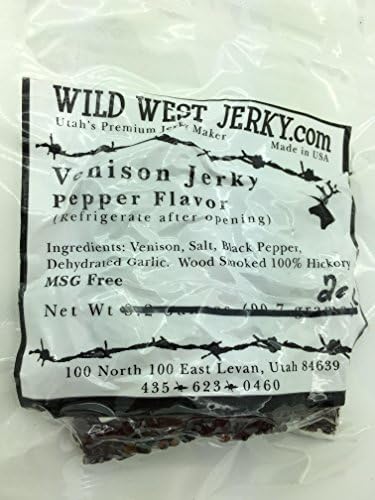 WILD WEST JERKY.com
Utah's Premium Jerky Maker
Made in USA
Venison Jerky
Pepper Flavor
(Refrigerate after opening)
Ingredients: Venison, Salt, Black Pepper,
Dehydrated Garlic. Wood Smoked 100% Hickory
MSG Free
Net Wt
100 North 100 East Levan, Utah 84639
435 623 0460